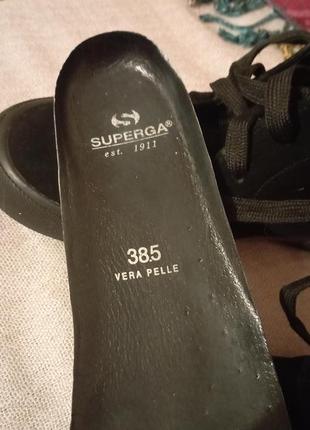 SUPERGA®
est. 1911
38.5
VERA PELLE